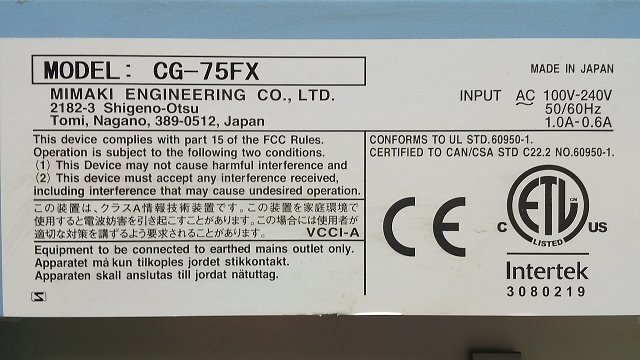 MODEL: CG-75FX
MADE IN JAPAN
MIMAKI ENGINEERING CO., LTD.
2182-3 Shigeno-Otsu
Tomi, Nagano, 389-0512, Japan
INPUT AC 100V-240V
50/60Hz
1.0A-0.6A
This device complies with part 15 of the FCC Rules.
Operation is subject to the following two conditions.
(1) This Device may not cause harmful interference and
(2) This device must accept any interference received,
including interference that may cause undesired operation.
CONFORMS TO UL STD.60950-1.
CERTIFIED TO CAN/CSA STD C22.2 NO.60950-1.
この装置は、クラスA情報技術装置です。この装置を家庭環境で
使用すると電波妨害を引き起こすことがあります。この場合には使用者が
適切な対策を講ずるよう要求されることがあります。 VCCI-A
Equipment to be connected to earthed mains outlet only.
Apparatet må kun tilkoples jordet stikkontakt.
Apparaten skall anslutas till jordat nätuttag.
CE
ETL
CM
C US
LISTED
Intertek
3080219
S